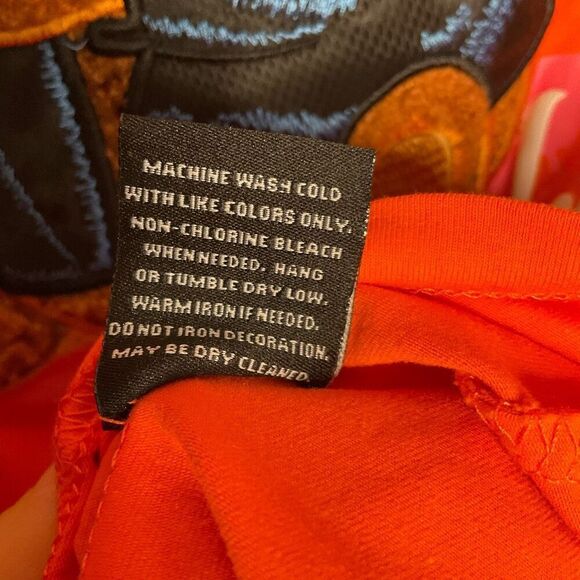 MACHINE WASH COLD
WITH LIKE COLORS ONLY.
NON-CHLORINE BLEACH
WHEN NEEDED. HANG
OR TUMBLE DRY LOW.
WARM IRON IF NEEDED.
DO NOT IRON DECORATION.
MAY BE DRY CLEANED.